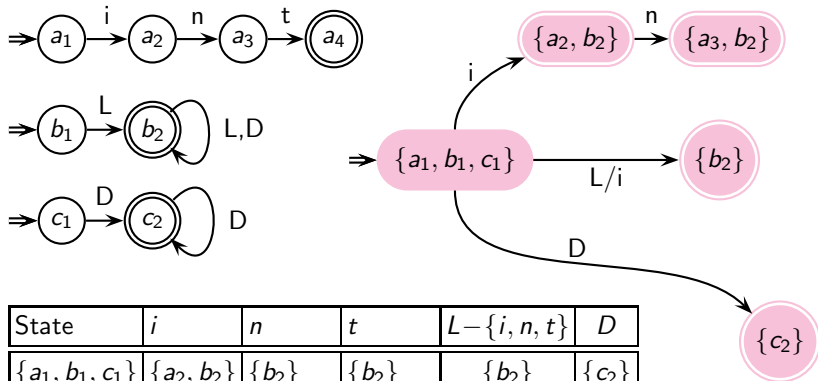 i n t
a1 a2 a3 a4
L
b1 b2 L,D
D
c1 c2 D
{a2, b2} n {a3, b2}
i
{a1, b1, c1} L/i {b2}
D
{c2}
State i n t L−{i, n, t} D
{a1, b1, c1} {a2, b2} {b2} {b2} {b2} {c2}